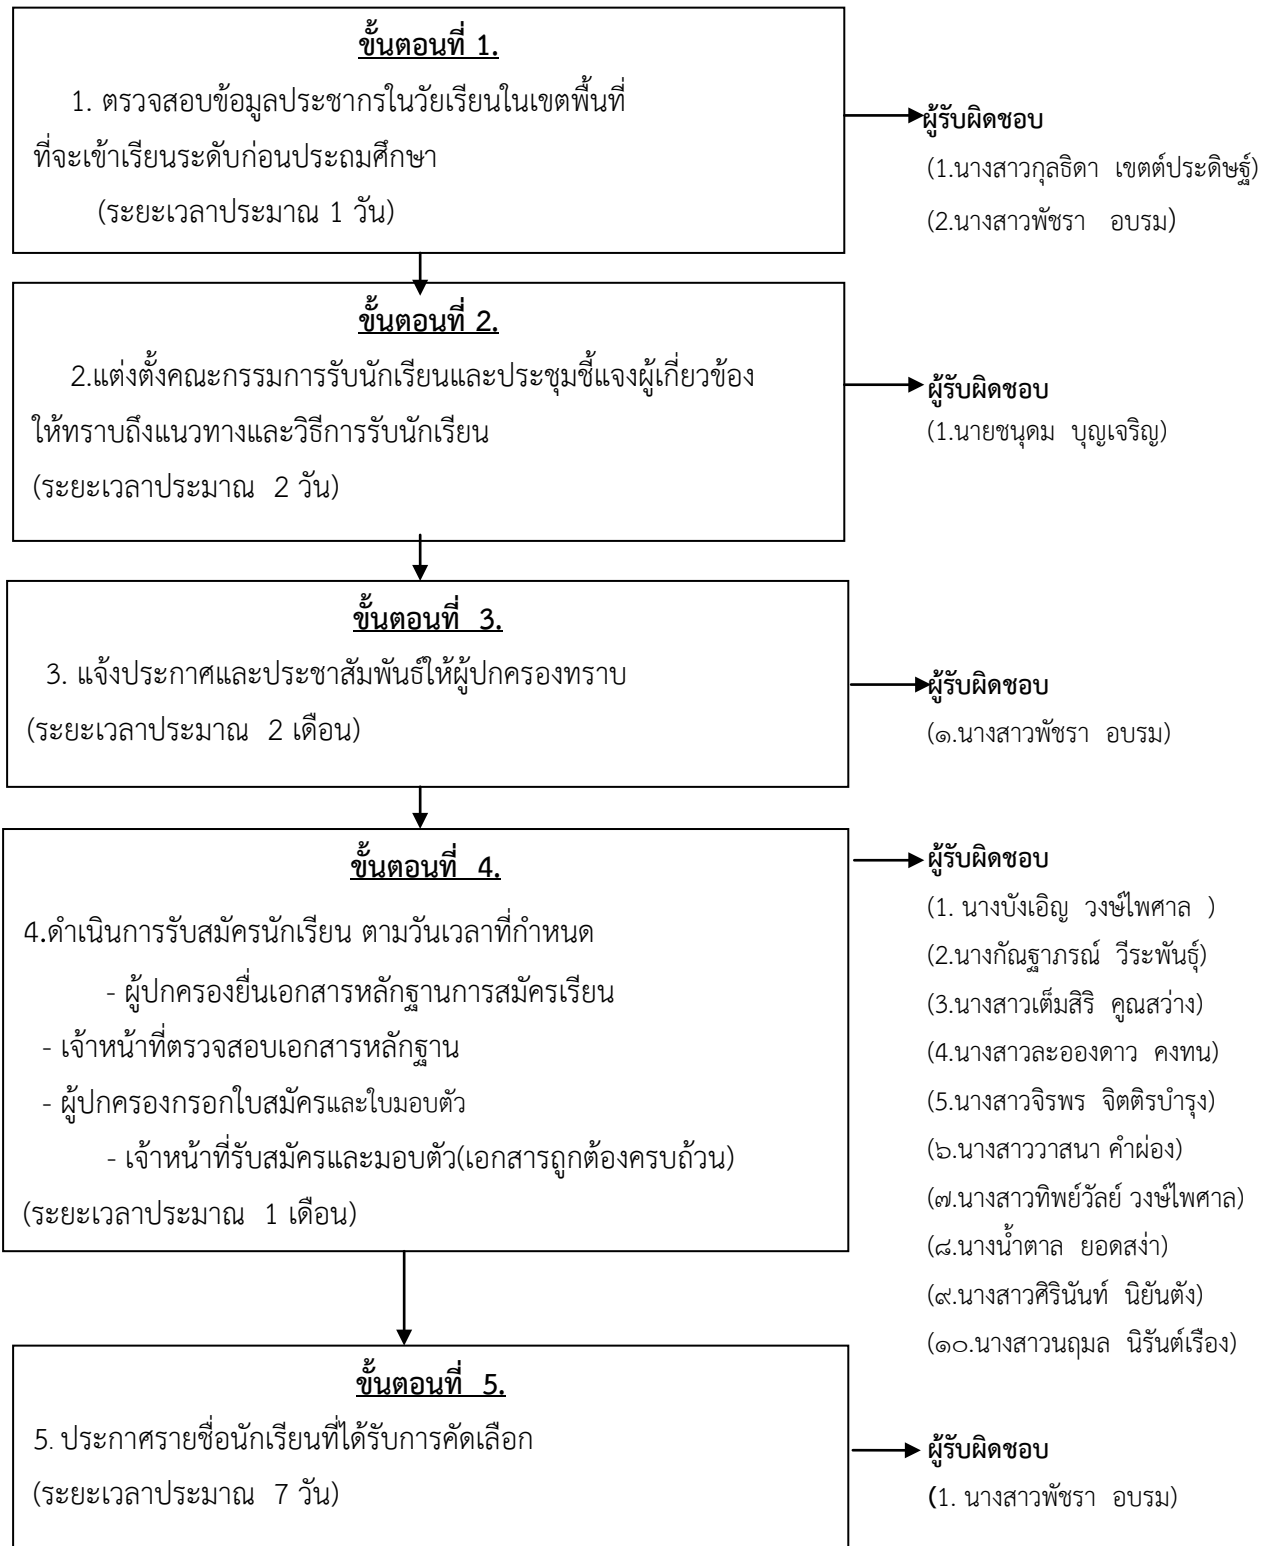 ขั้นตอนที่ 1.
1. ตรวจสอบข้อมูลประชากรในวัยเรียนในเขตพื้นที่
ที่จะเข้าเรียนระดับก่อนประถมศึกษา
(ระยะเวลาประมาณ 1 วัน)
ผู้รับผิดชอบ
(1.นางสาวกุลธิดา เขตต์ประดิษฐ์)
(2.นางสาวพัชรา อบรม)
ขั้นตอนที่ 2.
2.แต่งตั้งคณะกรรมการรับนักเรียนและประชุมชี้แจงผู้เกี่ยวข้อง
ให้ทราบถึงแนวทางและวิธีการรับนักเรียน
(ระยะเวลาประมาณ 2 วัน)
ผู้รับผิดชอบ
(1.นายชนุดม บุญเจริญ)
ขั้นตอนที่ 3.
3. แจ้งประกาศและประชาสัมพันธ์ให้ผู้ปกครองทราบ
(ระยะเวลาประมาณ 2 เดือน)
ผู้รับผิดชอบ
(๑.นางสาวพัชรา อบรม)
ขั้นตอนที่ 4.
4.ดำเนินการรับสมัครนักเรียน ตามวันเวลาที่กำหนด
- ผู้ปกครองยื่นเอกสารหลักฐานการสมัครเรียน
- เจ้าหน้าที่ตรวจสอบเอกสารหลักฐาน
- ผู้ปกครองกรอกใบสมัครและใบมอบตัว
- เจ้าหน้าที่รับสมัครและมอบตัว(เอกสารถูกต้องครบถ้วน)
(ระยะเวลาประมาณ 1 เดือน)
ผู้รับผิดชอบ
(1. นางบังเอิญ วงษ์ไพศาล )
(2.นางกัณฐาภรณ์ วีระพันธุ์)
(3.นางสาวเต็มสิริ คูณสว่าง)
(4.นางสาวละอองดาว คงทน)
(5.นางสาวจิรพร จิตติรบำรุง)
(๖.นางสาววาสนา คำผ่อง)
(๗.นางสาวทิพย์วัลย์ วงษ์ไพศาล)
(๘.นางน้ำตาล ยอดสง่า)
(๙.นางสาวศิรินันท์ นิยันตัง)
(๑๐.นางสาวนฤมล นิรันต์เรือง)
ขั้นตอนที่ 5.
5. ประกาศรายชื่อนักเรียนที่ได้รับการคัดเลือก
(ระยะเวลาประมาณ 7 วัน)
ผู้รับผิดชอบ
(1. นางสาวพัชรา อบรม)